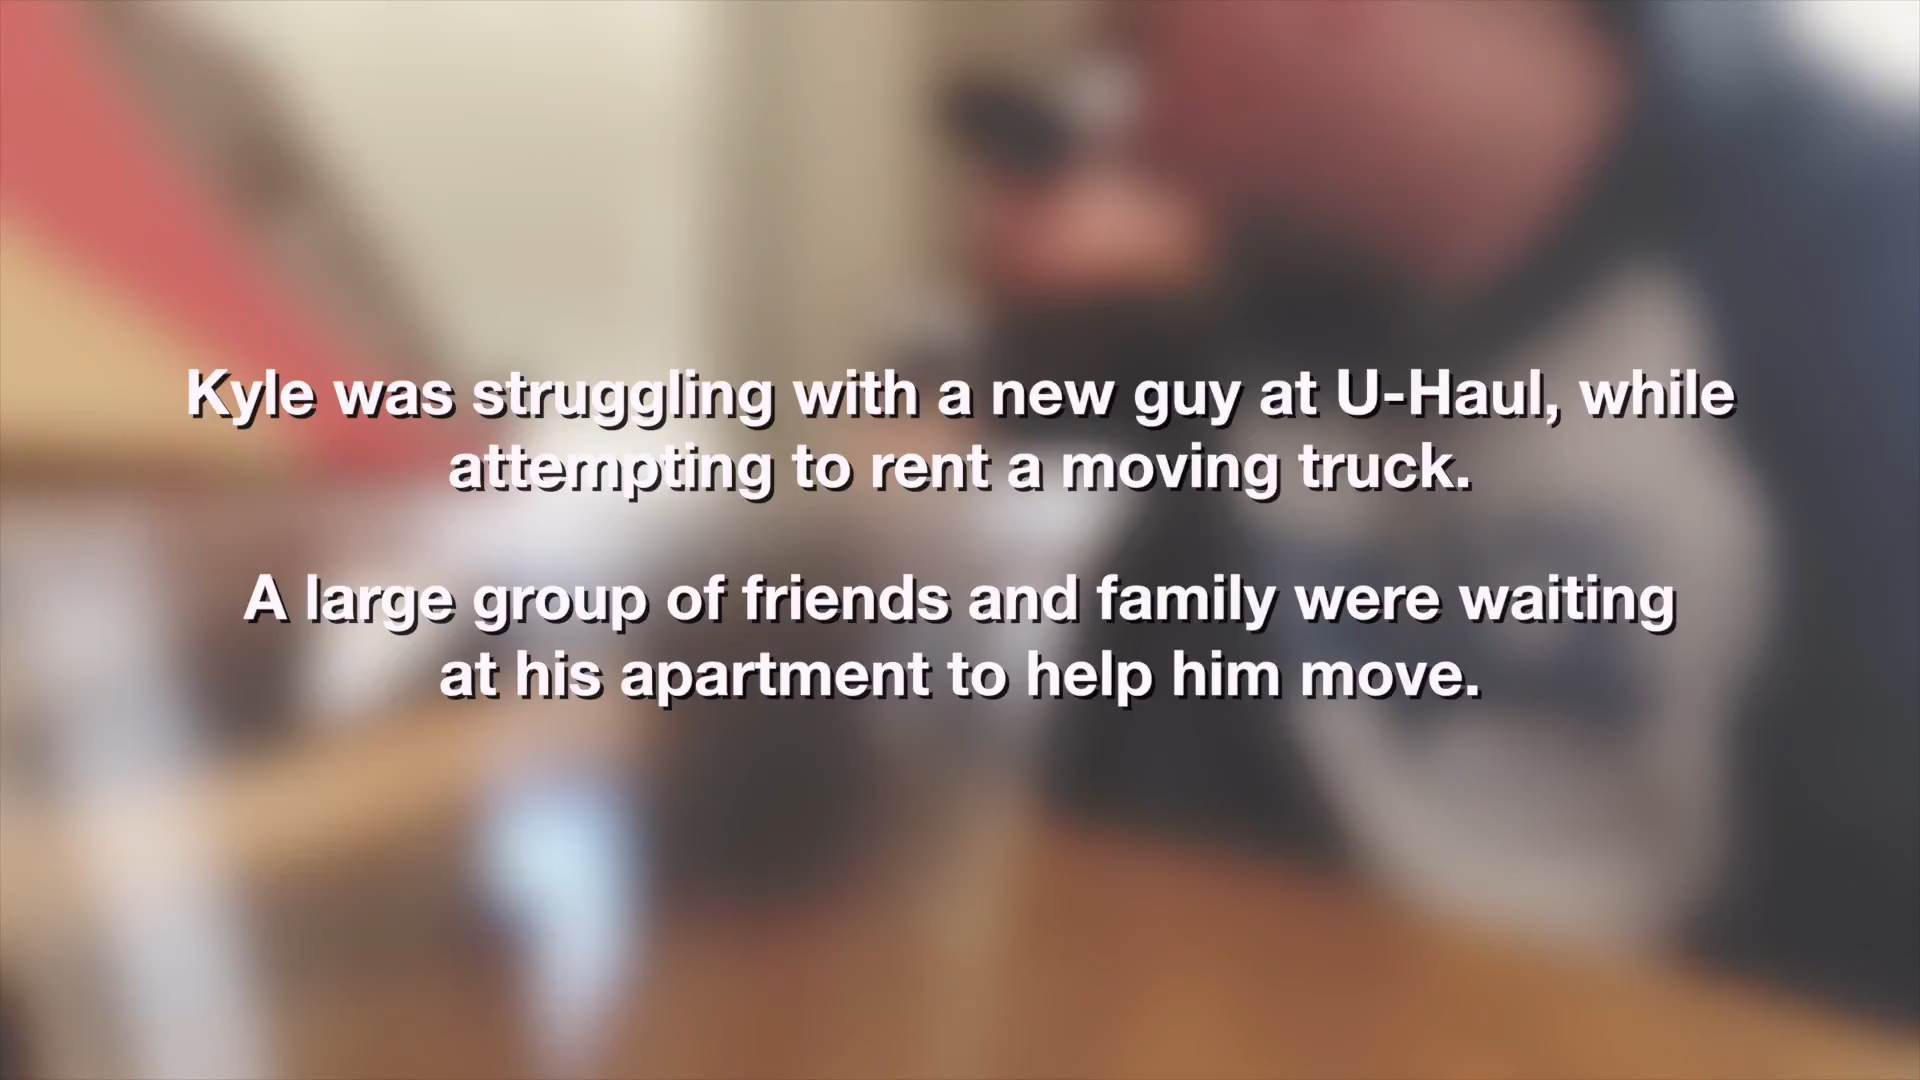 Kyle was struggling with a new guy at U-Haul, while
attempting to rent a moving truck.
A large group of friends and family were waiting
at his apartment to help him move.